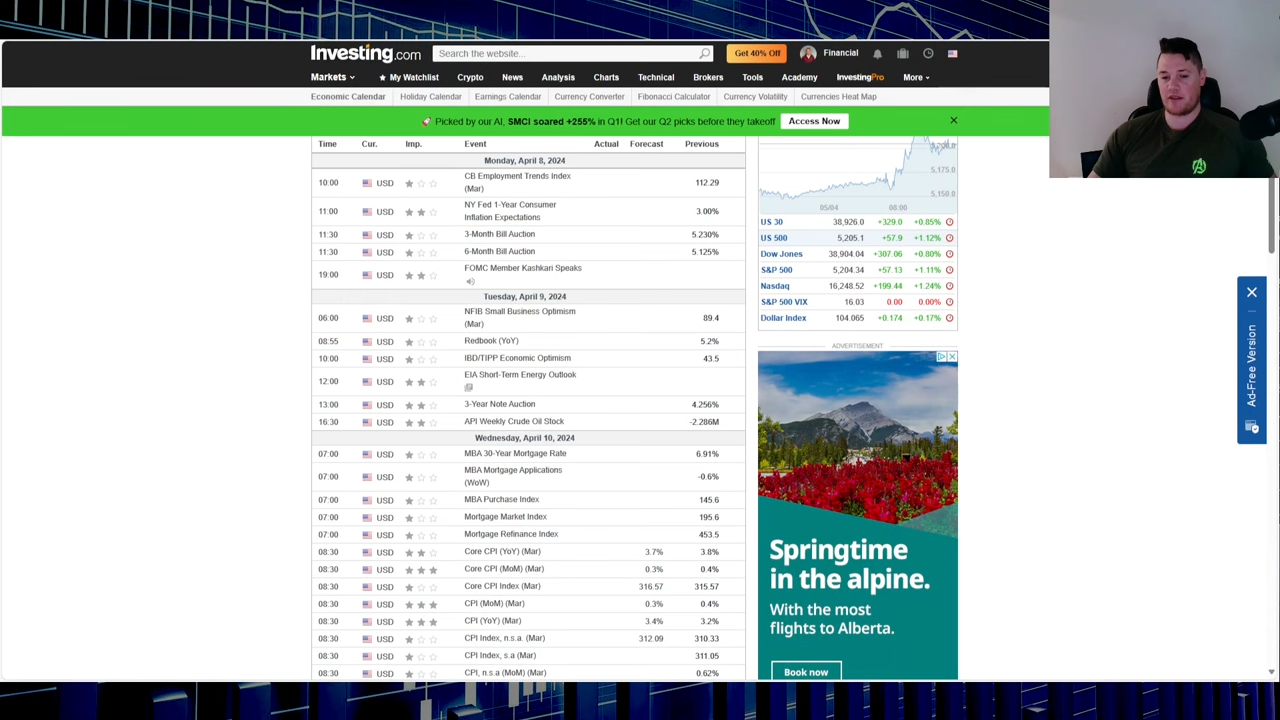 Investing.com
Search the website...
Get 40% Off
Financial
Markets
My Watchlist
Crypto
News
Analysis
Charts
Technical
Brokers
Tools
Academy
InvestingPro
More
Economic Calendar
Holiday Calendar
Earnings Calendar
Currency Converter
Fibonacci Calculator
Currency Volatility
Currencies Heat Map
Picked by our AI, SMCI soared +255% in Q1! Get our Q2 picks before they takeoff
Access Now
Time Cur. Imp. Event Actual Forecast Previous
Monday, April 8, 2024
10:00 USD CB Employment Trends Index 112.29
(Mar)
11:00 USD NY Fed 1-Year Consumer 3.00%
Inflation Expectations
11:30 USD 3-Month Bill Auction 5.230%
11:30 USD 6-Month Bill Auction 5.125%
19:00 USD FOMC Member Kashkari Speaks
Tuesday, April 9, 2024
06:00 USD NFIB Small Business Optimism 89.4
(Mar)
08:55 USD Redbook (YoY) 5.2%
10:00 USD IBD/TIPP Economic Optimism 43.5
12:00 USD EIA Short-Term Energy Outlook
13:00 USD 3-Year Note Auction 4.256%
16:30 USD API Weekly Crude Oil Stock -2.286M
Wednesday, April 10, 2024
07:00 USD MBA 30-Year Mortgage Rate 6.91%
07:00 USD MBA Mortgage Applications -0.6%
(WoW)
07:00 USD MBA Purchase Index 145.6
07:00 USD Mortgage Market Index 195.6
07:00 USD Mortgage Refinance Index 453.5
08:30 USD Core CPI (YoY) (Mar) 3.7% 3.8%
08:30 USD Core CPI (MoM) (Mar) 0.3% 0.4%
08:30 USD Core CPI Index (Mar) 316.57 315.57
08:30 USD CPI (MoM) (Mar) 0.3% 0.4%
08:30 USD CPI (YoY) (Mar) 3.4% 3.2%
08:30 USD CPI Index, n.s.a. (Mar) 312.09 310.33
08:30 USD CPI Index, s.a (Mar) 311.05
08:30 USD CPI, n.s.a (MoM) (Mar) 0.62%
5,175.0
5,150.0
05/04 08:00
US 30 38,926.0 +329.0 +0.85%
US 500 5,205.1 +57.9 +1.12%
Dow Jones 38,904.04 +307.06 +0.80%
S&P 500 5,204.34 +57.13 +1.11%
Nasdaq 16,248.52 +199.44 +1.24%
S&P 500 VIX 16.03 0.00 0.00%
Dollar Index 104.065 +0.174 +0.17%
ADVERTISEMENT
Springtime
in the alpine.
With the most
flights to Alberta.
Book now
Ad-Free Version